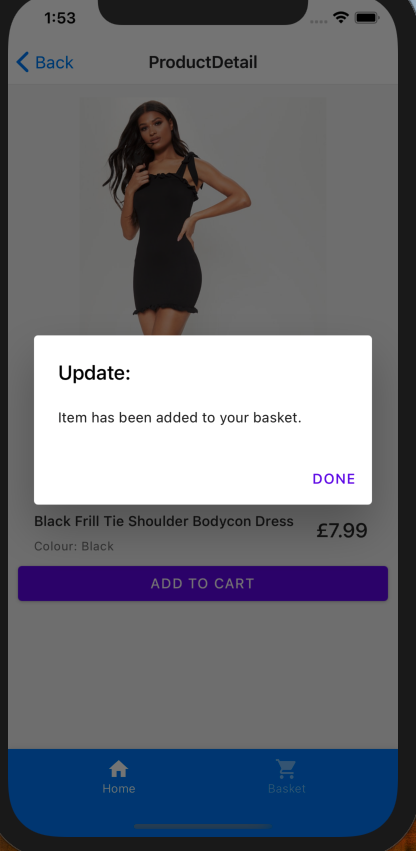 1:53
Back
ProductDetail
Update:
Item has been added to your basket.
DONE
Black Frill Tie Shoulder Bodycon Dress
£7.99
Colour: Black
ADD TO CART
Home
Basket